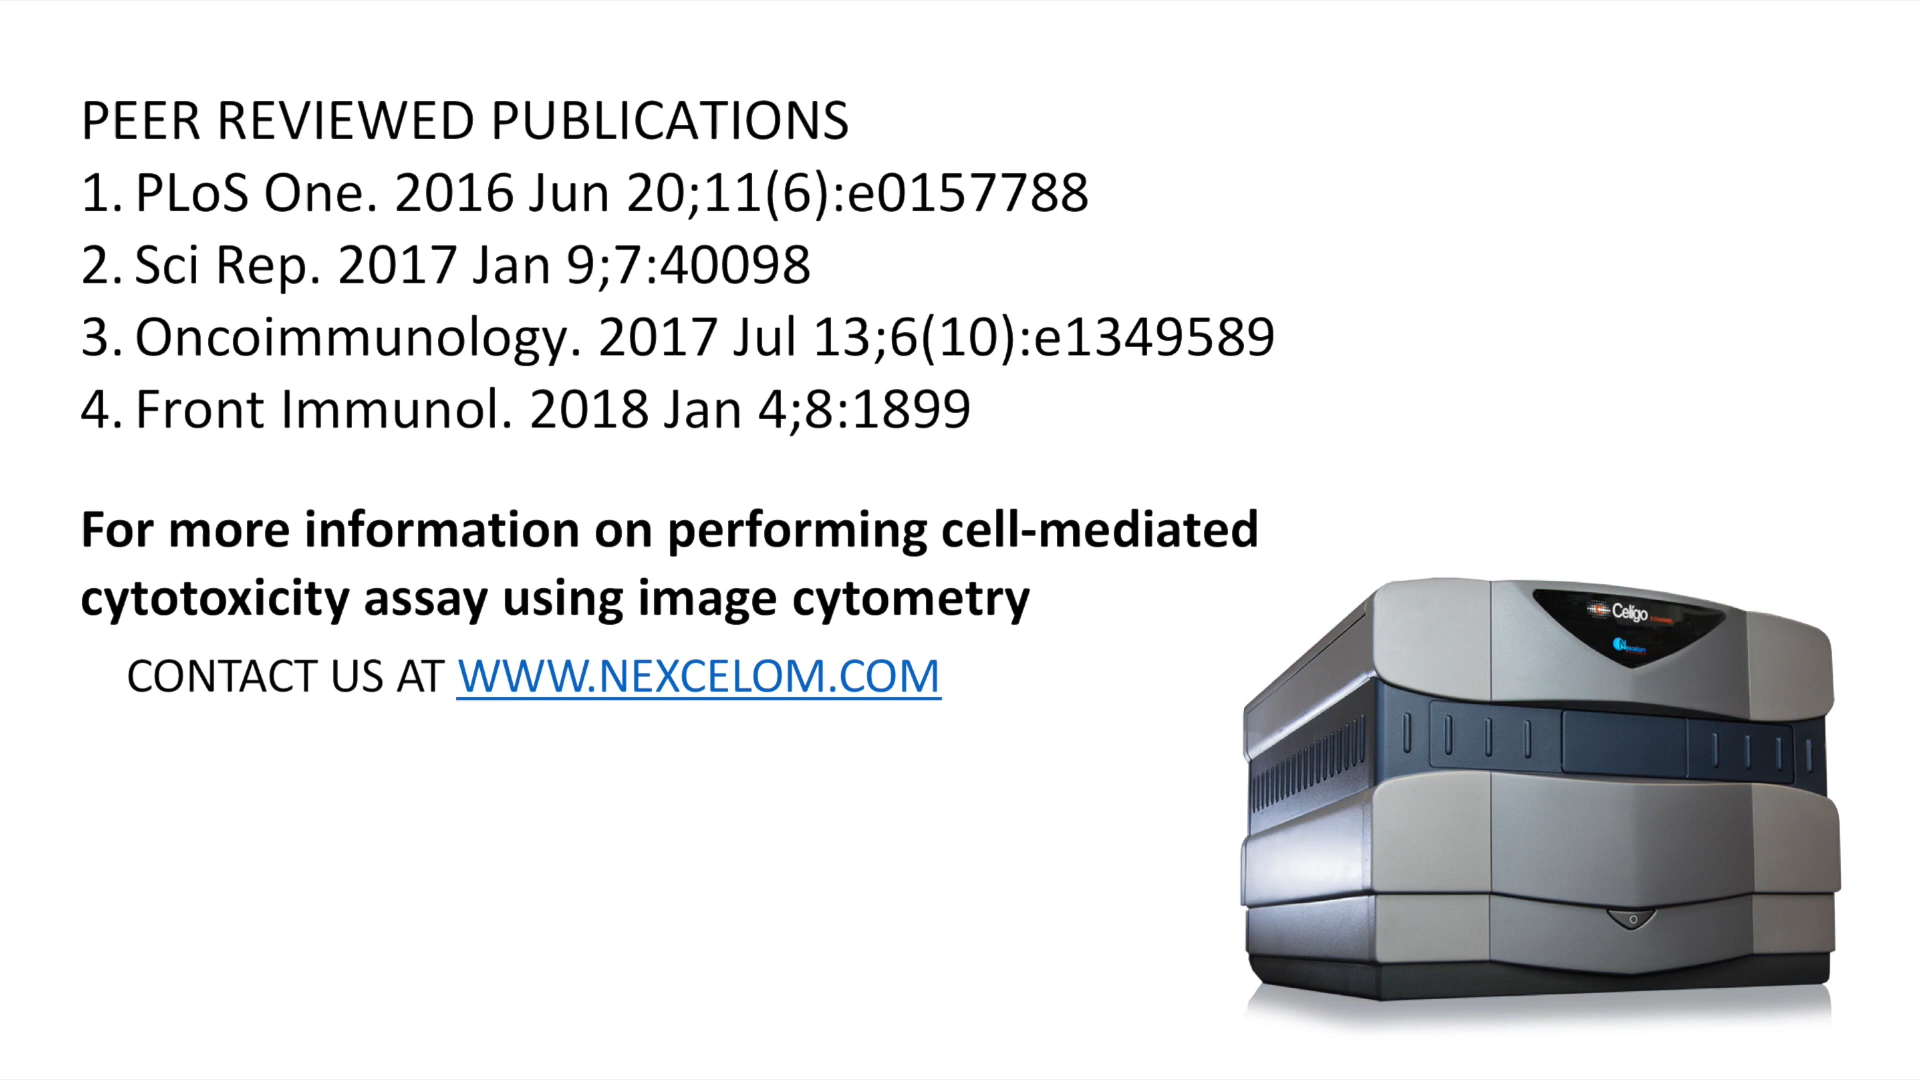 PEER REVIEWED PUBLICATIONS
1. PLoS One. 2016 Jun 20;11(6):e0157788
2. Sci Rep. 2017 Jan 9;7:40098
3. Oncoimmunology. 2017 Jul 13;6(10):e1349589
4. Front Immunol. 2018 Jan 4;8:1899
For more information on performing cell-mediated
cytotoxicity assay using image cytometry
CONTACT US AT WWW.NEXCELOM.COM
Celigo